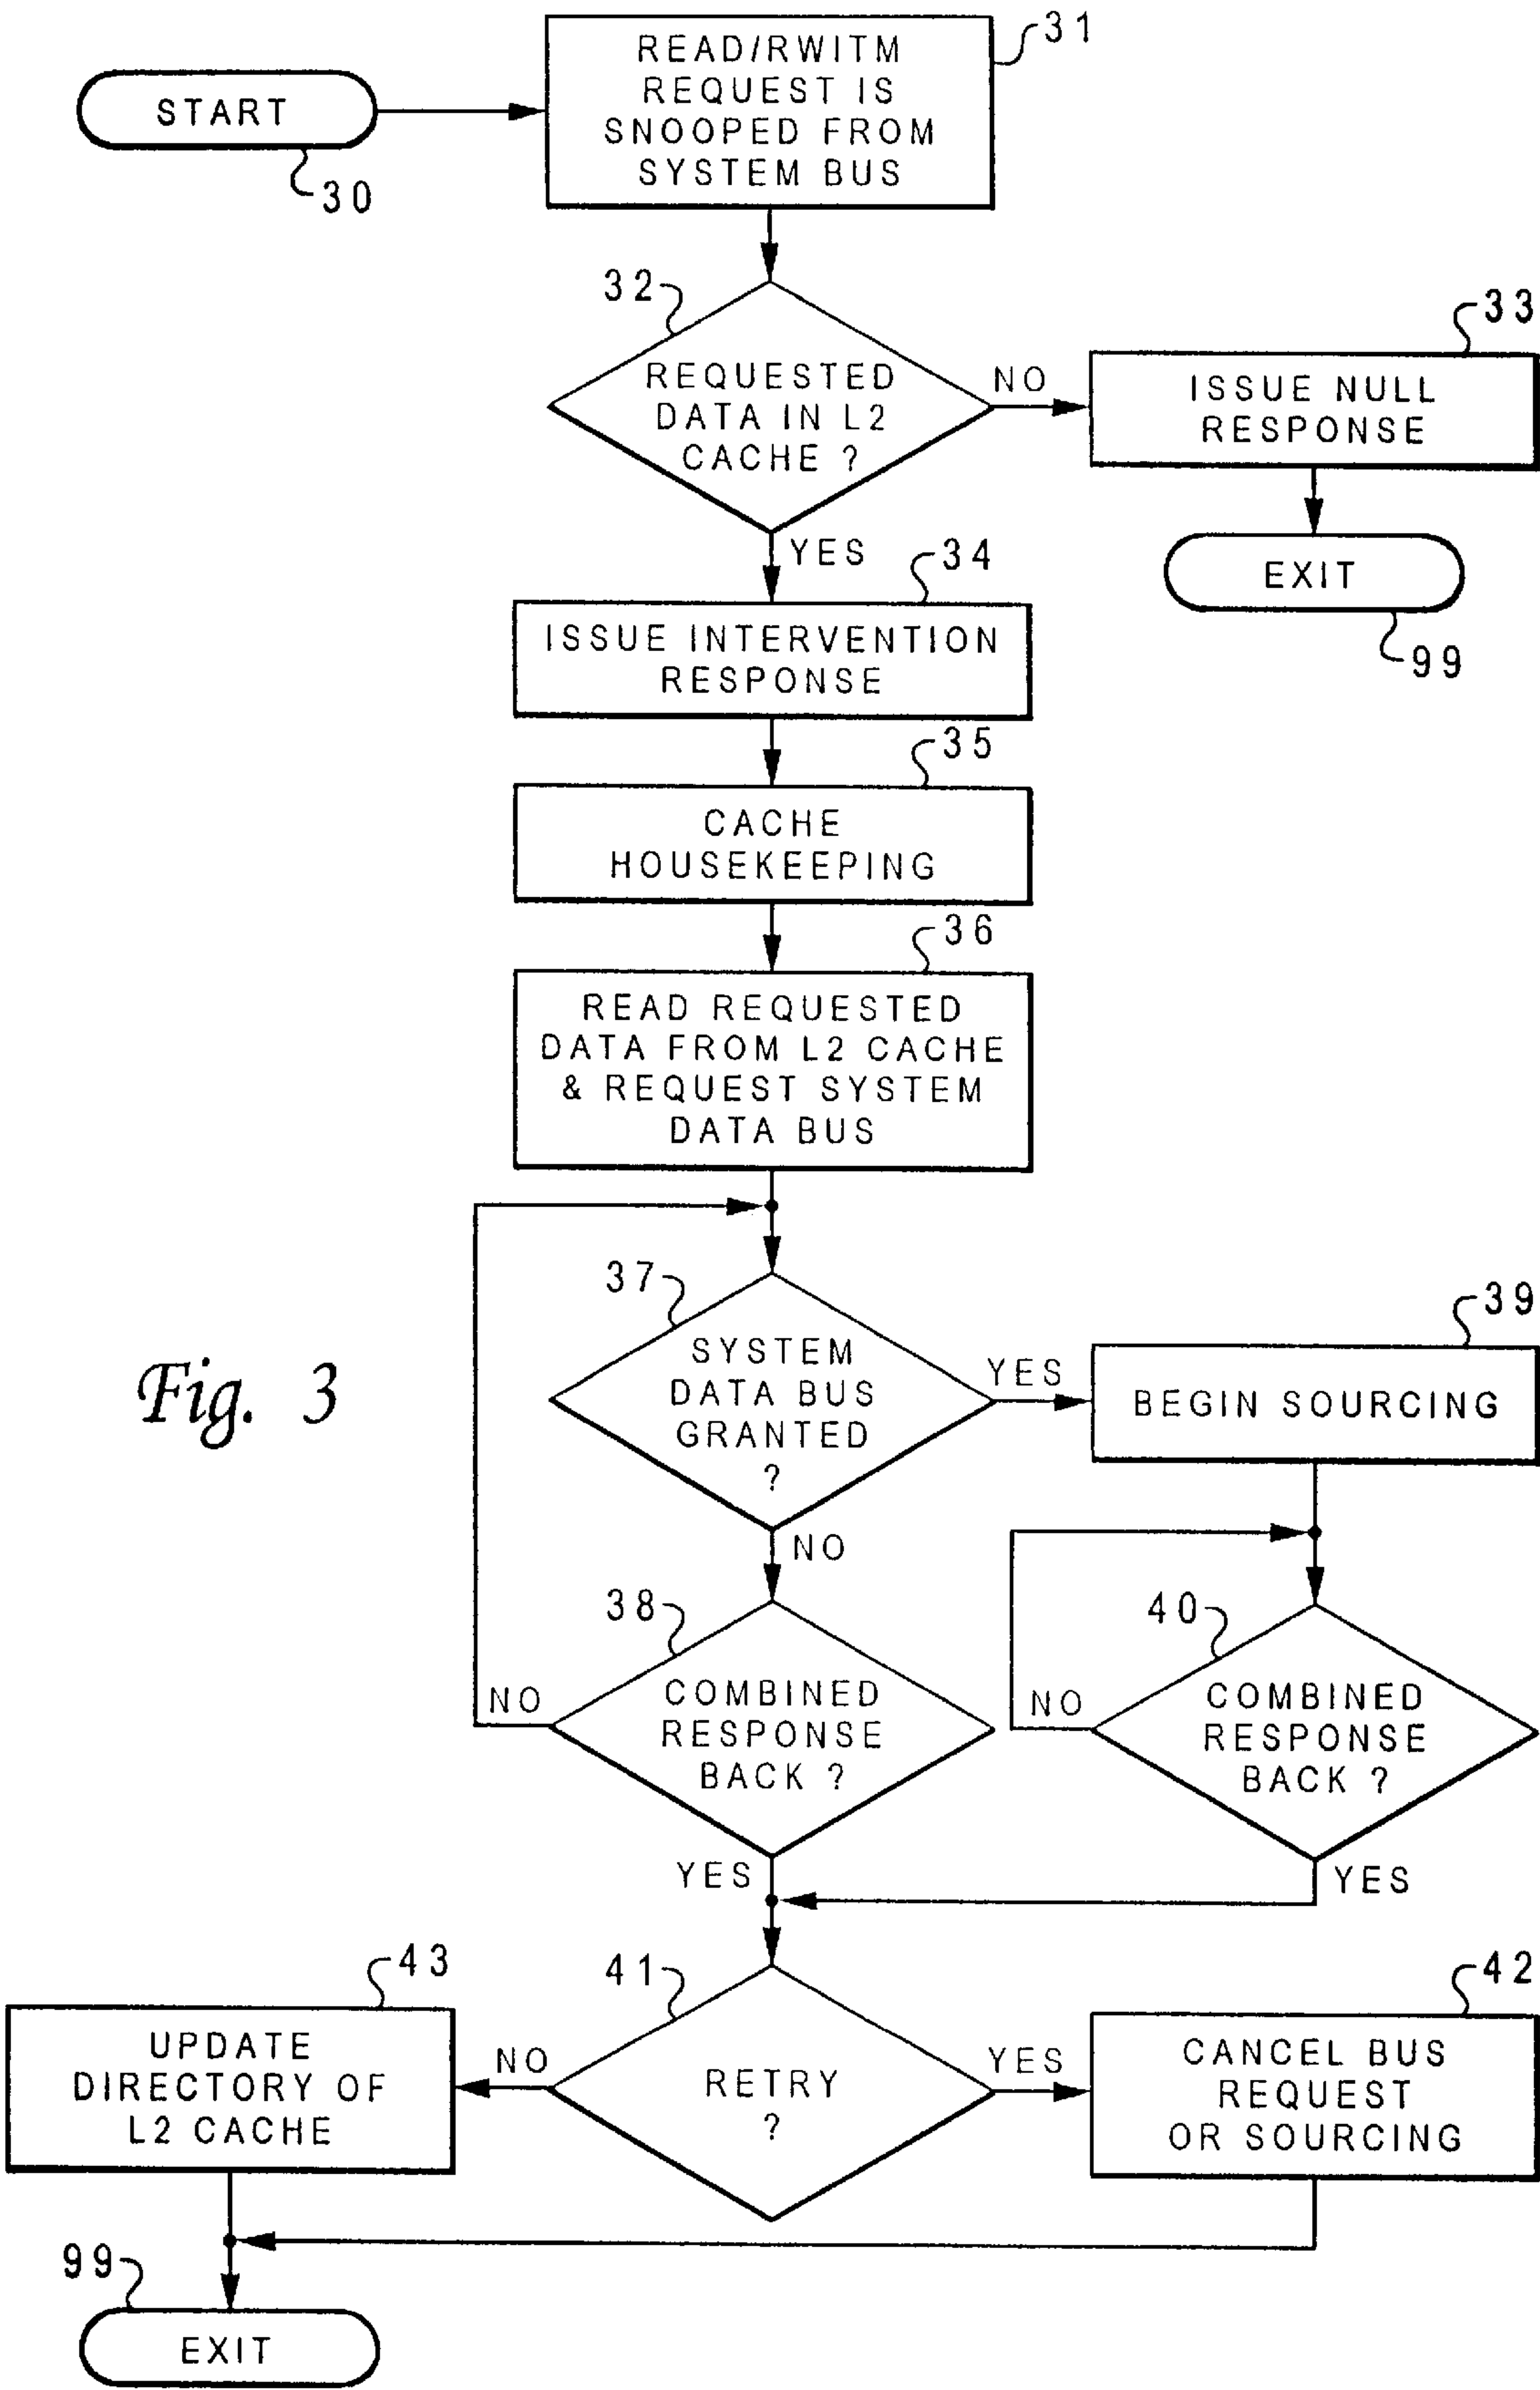 31
READ/RWITM
REQUEST IS
SNOOPED FROM
SYSTEM BUS
START
30
32
REQUESTED
DATA IN L2
CACHE ?
NO
33
ISSUE NULL
RESPONSE
YES
EXIT
99
34
ISSUE INTERVENTION
RESPONSE
35
CACHE
HOUSEKEEPING
36
READ REQUESTED
DATA FROM L2 CACHE
& REQUEST SYSTEM
DATA BUS
37
SYSTEM
DATA BUS
GRANTED
?
YES
39
BEGIN SOURCING
Fig. 3
NO
38
COMBINED
RESPONSE
BACK ?
NO
40
COMBINED
RESPONSE
BACK ?
NO
YES
YES
43
UPDATE
DIRECTORY OF
L2 CACHE
NO
41
RETRY
?
YES
42
CANCEL BUS
REQUEST
OR SOURCING
99
EXIT